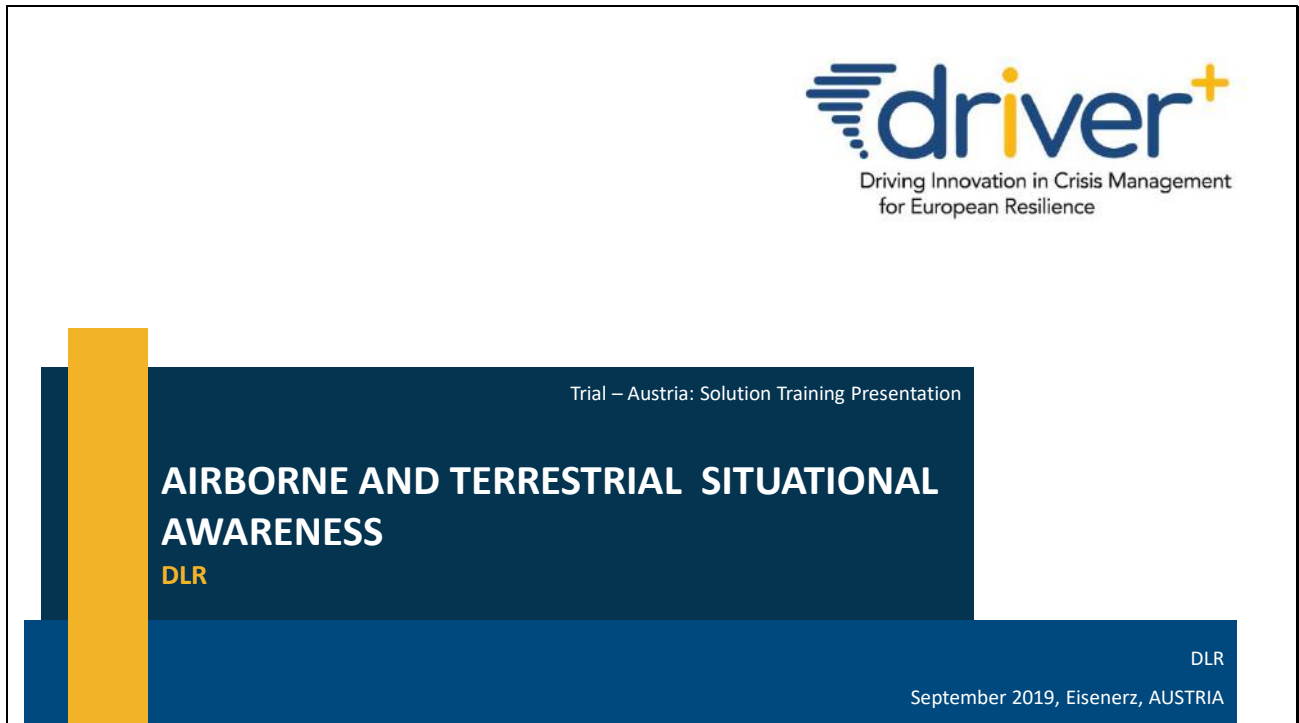 driver+
Driving Innovation in Crisis Management
for European Resilience
Trial – Austria: Solution Training Presentation
AIRBORNE AND TERRESTRIAL SITUATIONAL
AWARENESS
DLR
DLR
September 2019, Eisenerz, AUSTRIA